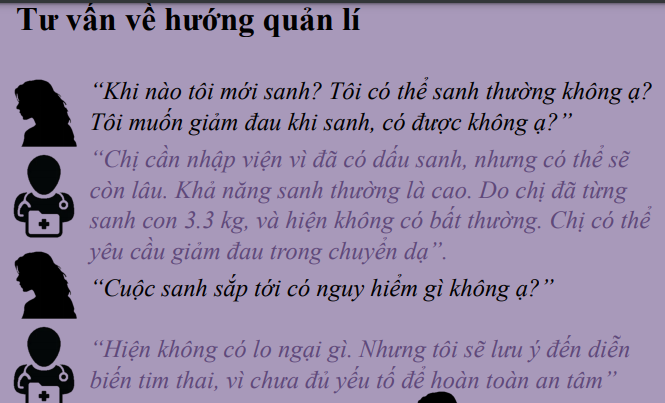 Tư vấn về hướng quản lí
“Khi nào tôi mới sanh? Tôi có thể sanh thường không ạ?
Tôi muốn giảm đau khi sanh, có được không ạ?”
“Chị cần nhập viện vì đã có dấu sanh, nhưng có thể sẽ
còn lâu. Khả năng sanh thường là cao. Do chị đã từng
sanh con 3.3 kg, và hiện không có bất thường. Chị có thể
yêu cầu giảm đau trong chuyển dạ”.
“Cuộc sanh sắp tới có nguy hiểm gì không ạ?”
“Hiện không có lo ngại gì. Nhưng tôi sẽ lưu ý đến diễn
biến tim thai, vì chưa đủ yếu tố để hoàn toàn an tâm”